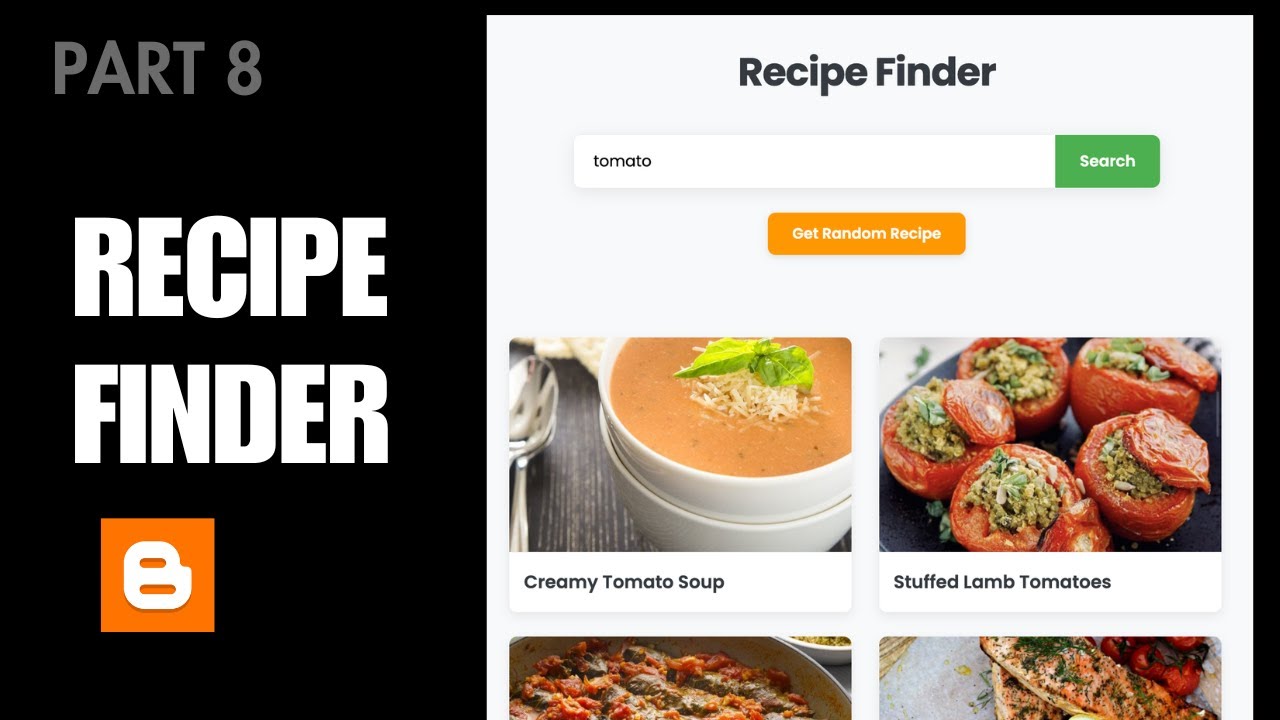 PART 8
RECIPE
FINDER
Recipe Finder
tomato
Search
Get Random Recipe
Creamy Tomato Soup
Stuffed Lamb Tomatoes